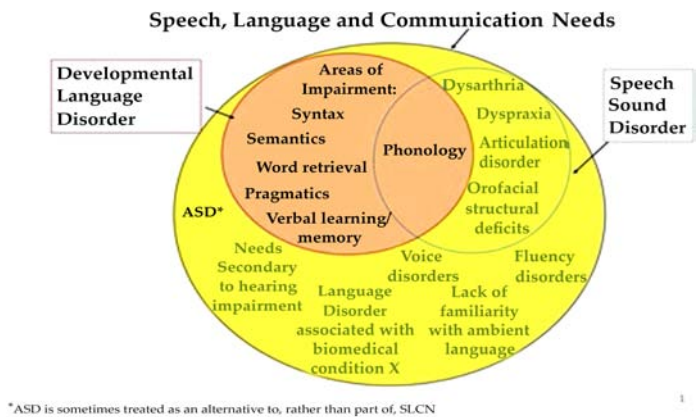 Speech, Language and Communication Needs
Developmental
Language
Disorder
Areas of
Impairment:
Syntax
Semantics
Word retrieval
Pragmatics
Verbal learning/
memory
Phonology
Dysarthria
Dyspraxia
Articulation
disorder
Orofacial
structural
deficits
Speech
Sound
Disorder
ASD*
Needs
Secondary
to hearing
impairment
Language
Disorder
associated with
biomedical
condition X
Voice
disorders
Lack of
familiarity
with ambient
language
Fluency
disorders
1
*ASD is sometimes treated as an alternative to, rather than part of, SLCN